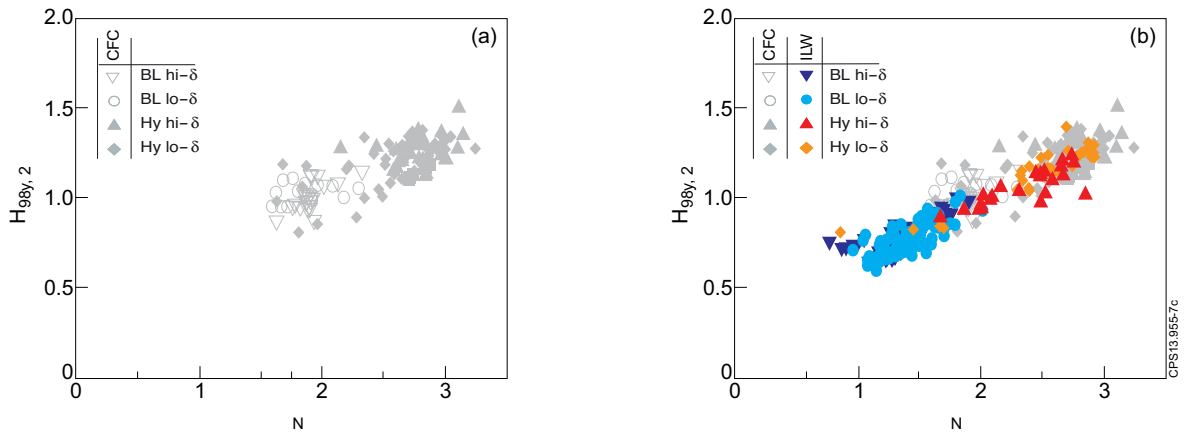 2.0
(a)
CFC
BL hi–δ
BL lo–δ
Hy hi–δ
Hy lo–δ
1.5
H98y, 2
1.0
0.5
0
0
1
2
3
N
2.0
(b)
CFC
ILW
BL hi–δ
BL lo–δ
Hy hi–δ
Hy lo–δ
1.5
H98y, 2
1.0
0.5
0
0
1
2
3
N
CPS13.955-7c